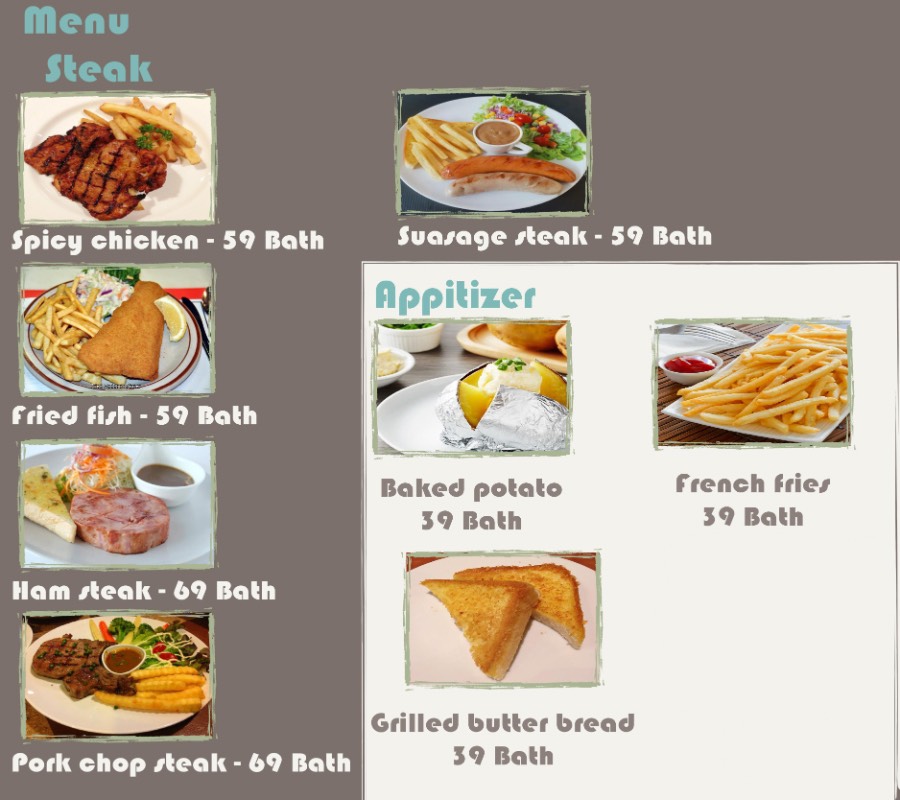 Menu
Steak
Spicy chicken - 59 Bath
Suasage steak - 59 Bath
Fried fish - 59 Bath
Ham steak - 69 Bath
Pork chop steak - 69 Bath
Appitizer
Baked potato
39 Bath
French fries
39 Bath
Grilled butter bread
39 Bath